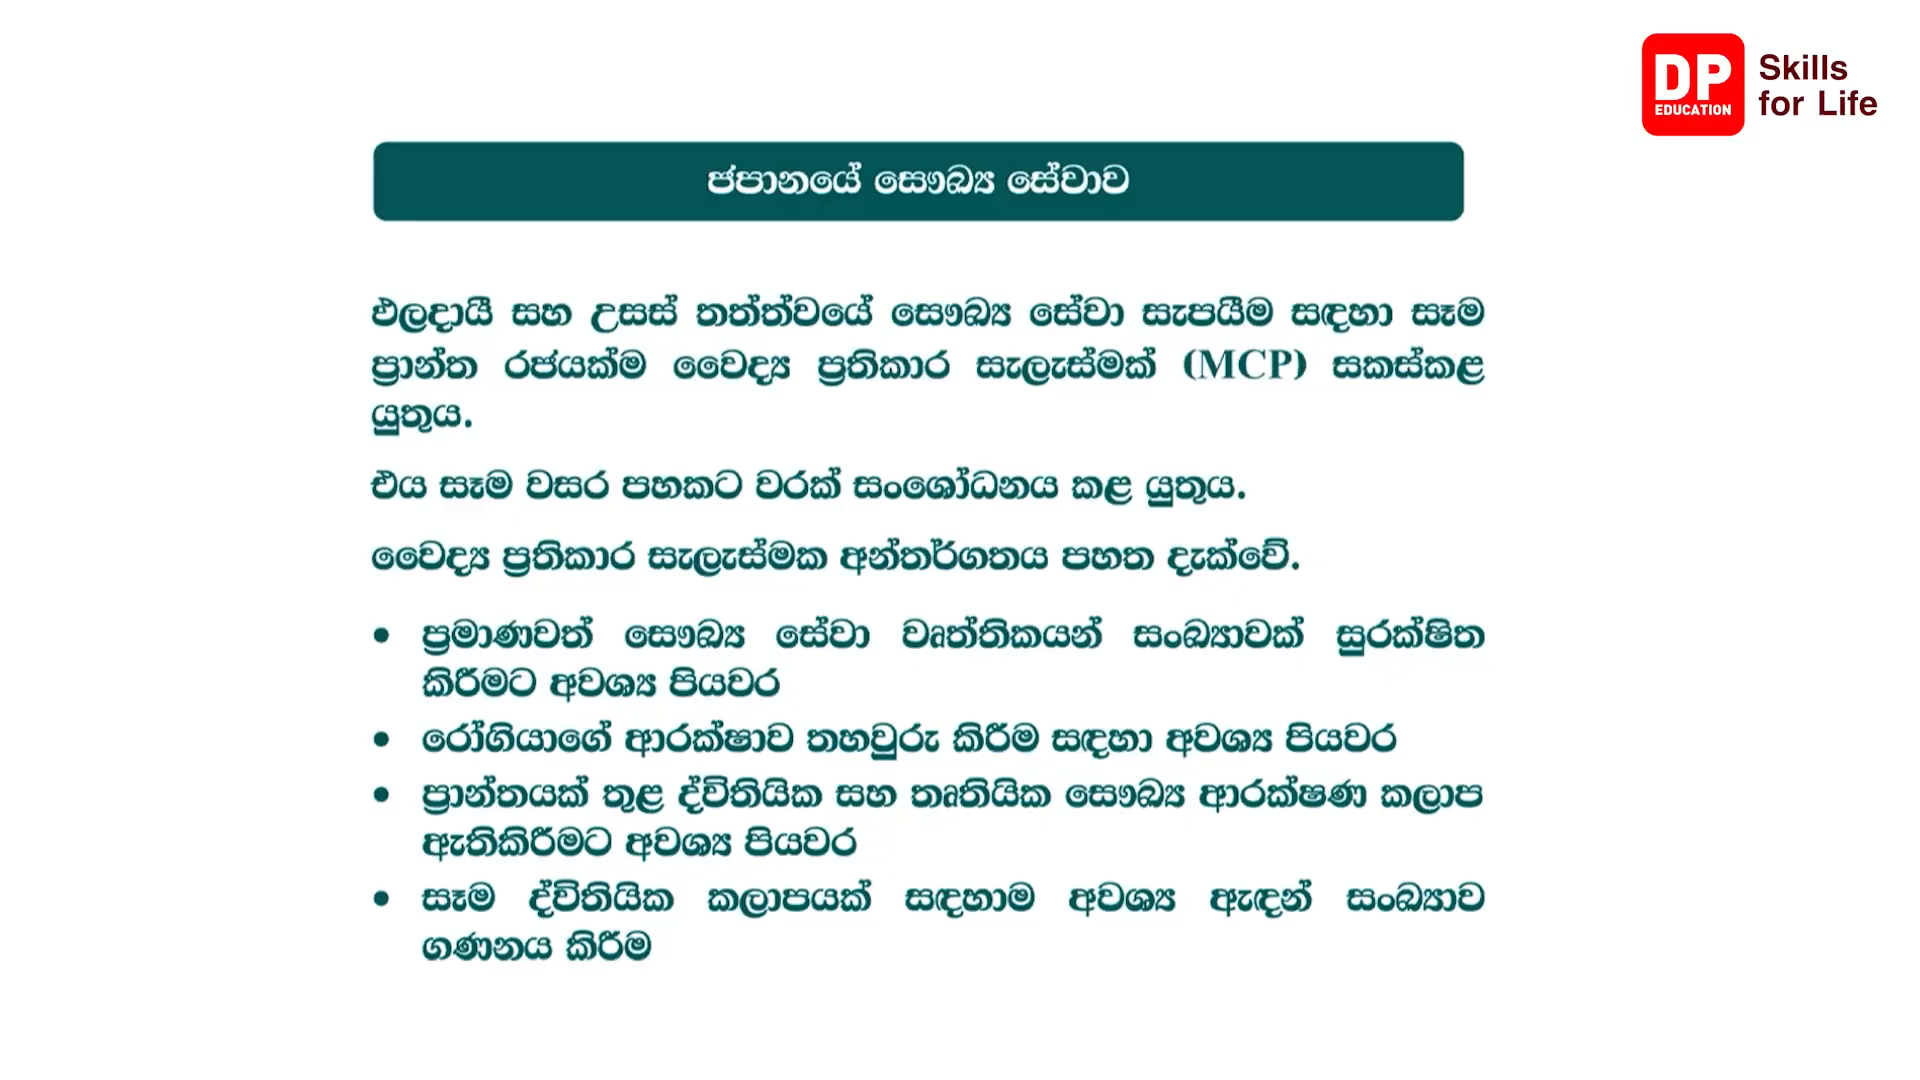 DP
EDUCATION
Skills
for Life
ජපානයේ සෞඛ්‍ය සේවාව
ඵලදායී සහ උසස් තත්ත්වයේ සෞඛ්‍ය සේවා සැපයීම සඳහා සෑම
ප්‍රාන්ත රජයක්ම වෛද්‍ය ප්‍රතිකාර සැලැස්මක් (MCP) සකස්කළ
යුතුය.
එය සෑම වසර පහකට වරක් සංශෝධනය කළ යුතුය.
වෛද්‍ය ප්‍රතිකාර සැලැස්මක අන්තර්ගතය පහත දැක්වේ.
• ප්‍රමාණවත් සෞඛ්‍ය සේවා වෘත්තිකයන් සංඛ්‍යාවක් සුරක්ෂිත
කිරීමට අවශ්‍ය පියවර
• රෝගියාගේ ආරක්ෂාව තහවුරු කිරීම සඳහා අවශ්‍ය පියවර
• ප්‍රාන්තයක් තුළ ද්විතියික සහ තෘතියික සෞඛ්‍ය ආරක්ෂණ කලාප
ඇතිකිරීමට අවශ්‍ය පියවර
• සෑම ද්විතියික කලාපයක් සඳහාම අවශ්‍ය ඇඳන් සංඛ්‍යාව
ගණනය කිරීම